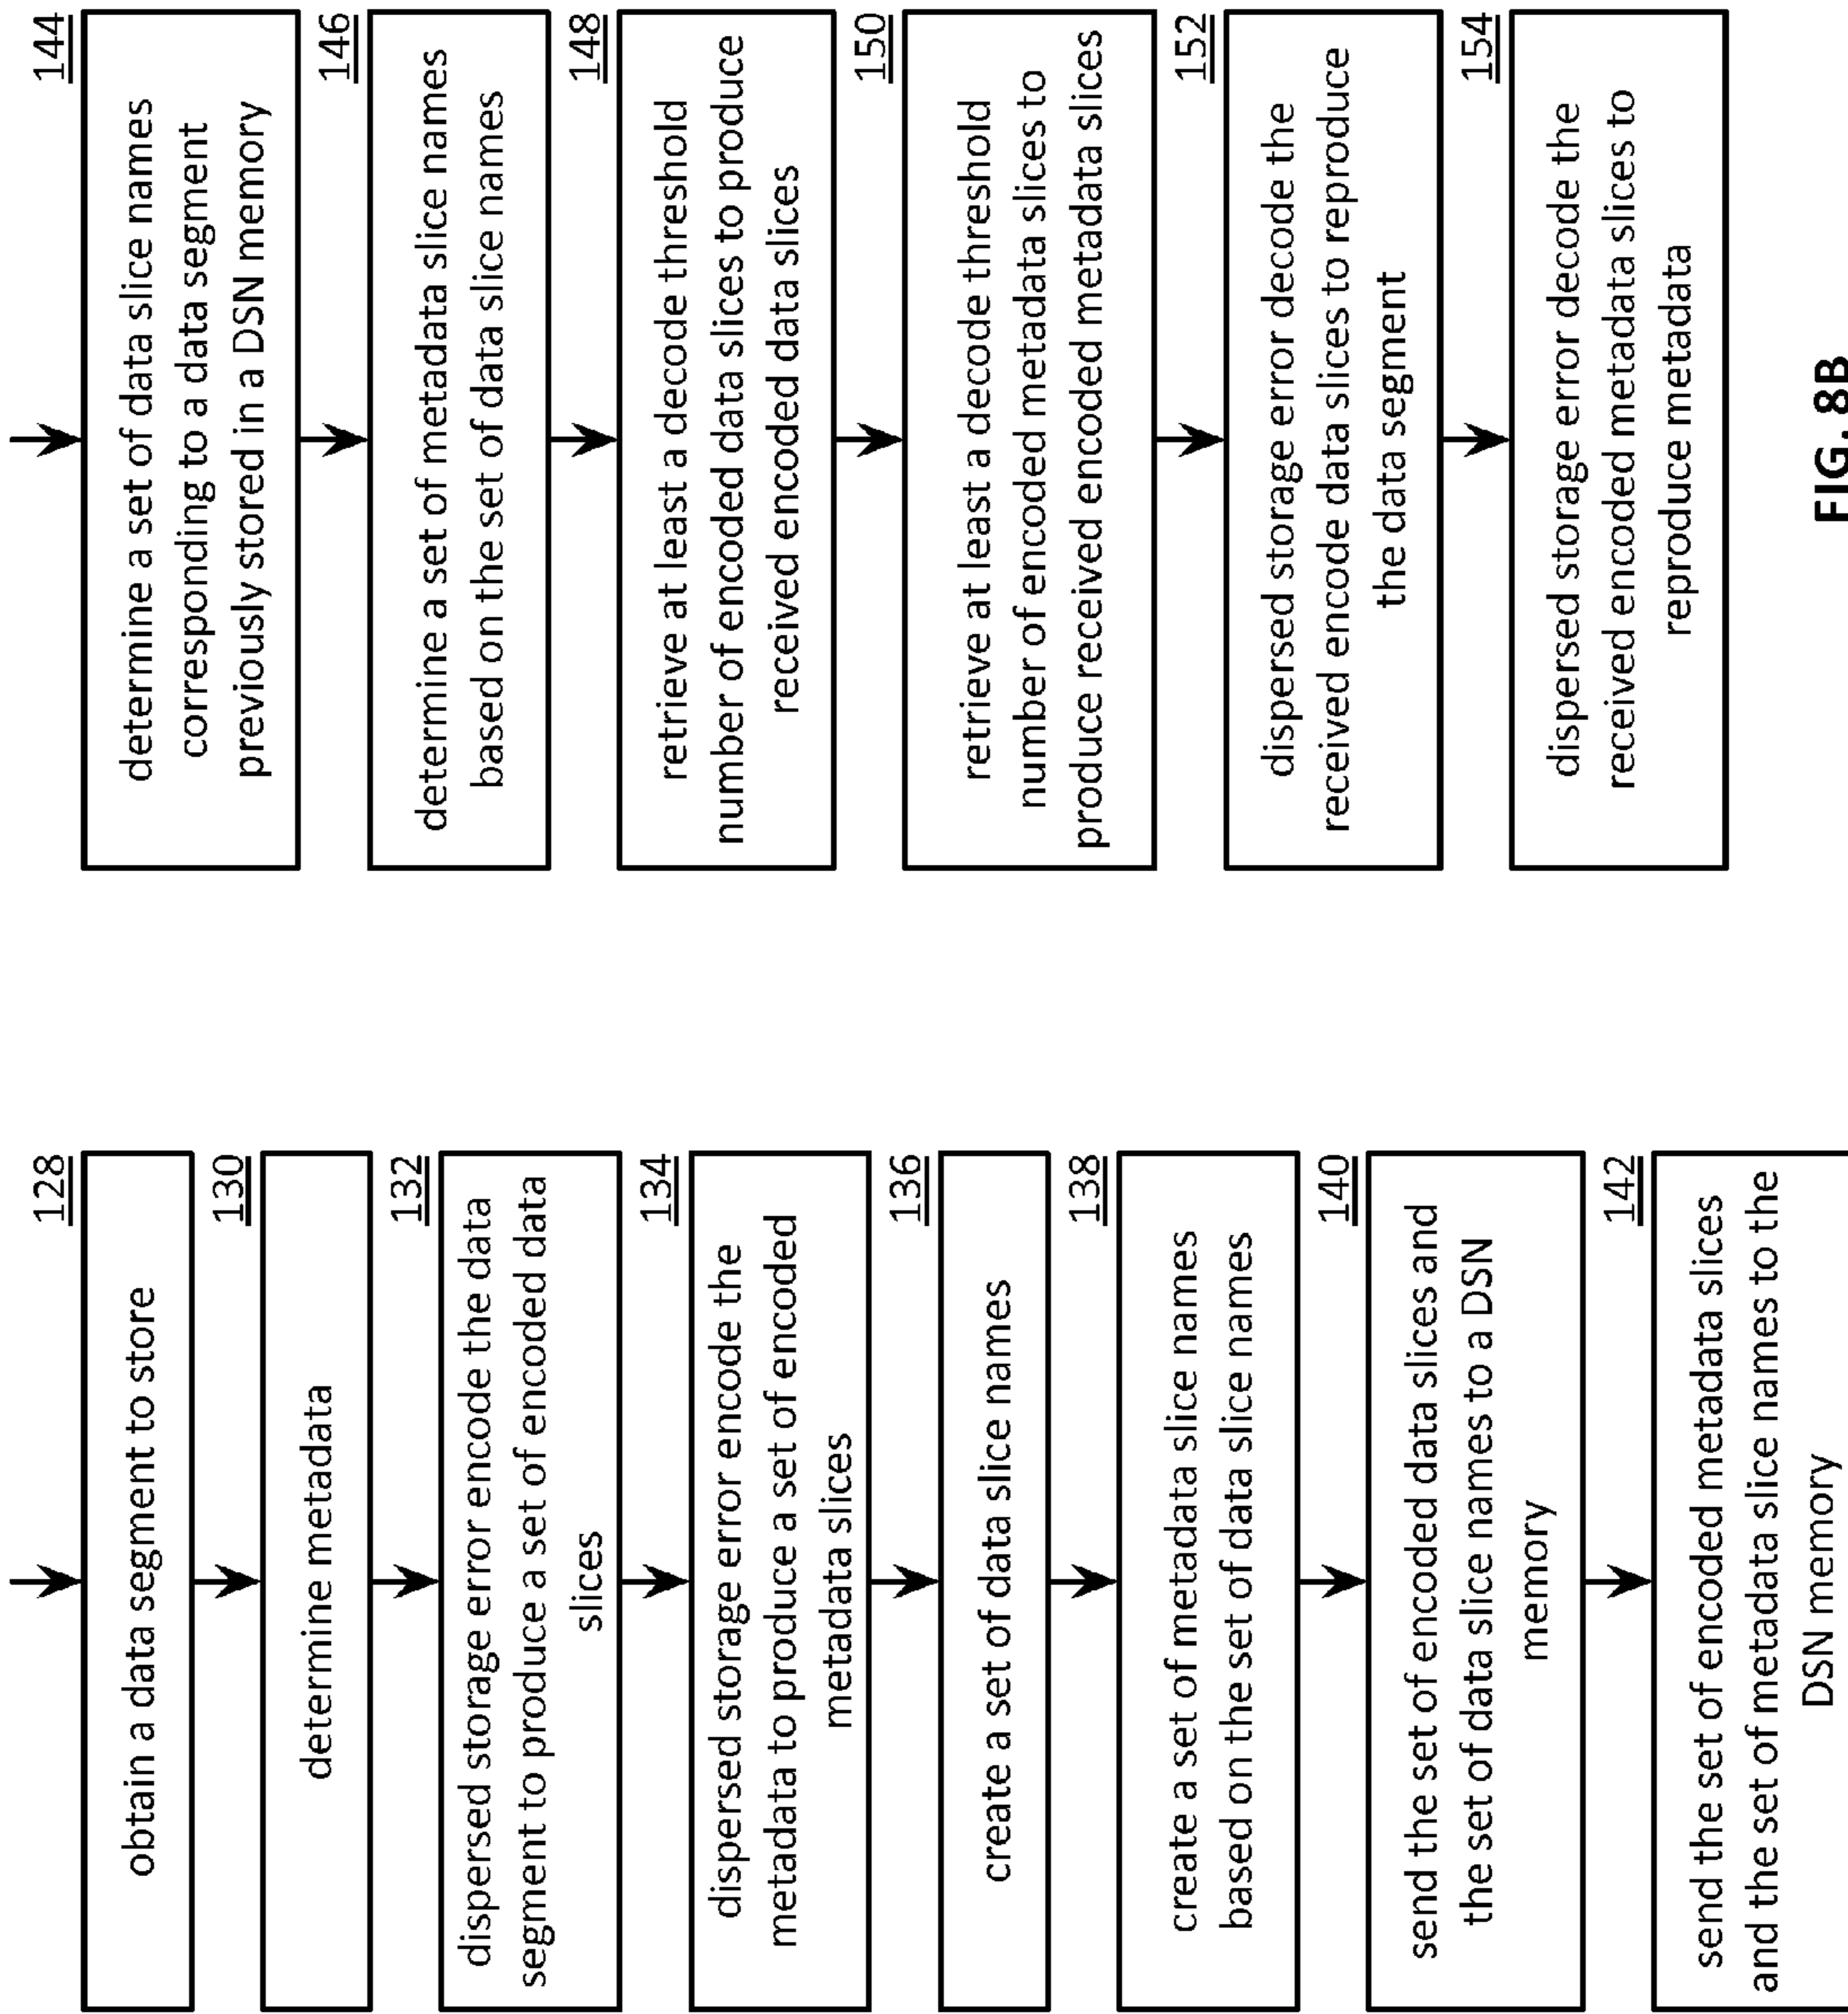 128
obtain a data segment to store
130
determine metadata
132
dispersed storage error encode the data
segment to produce a set of encoded data
slices
134
dispersed storage error encode the
metadata to produce a set of encoded
metadata slices
136
create a set of data slice names
138
create a set of metadata slice names
based on the set of data slice names
140
send the set of encoded data slices and
the set of data slice names to a DSN
memory
142
send the set of encoded metadata slices
and the set of metadata slice names to the
DSN memory
144
determine a set of data slice names
corresponding to a data segment
previously stored in a DSN memory
146
determine a set of metadata slice names
based on the set of data slice names
148
retrieve at least a decode threshold
number of encoded data slices to produce
received encoded data slices
150
retrieve at least a decode threshold
number of encoded metadata slices to
produce received encoded metadata slices
152
dispersed storage error decode the
received encode data slices to reproduce
the data segment
154
dispersed storage error decode the
received encoded metadata slices to
reproduce metadata
FIG. 8B